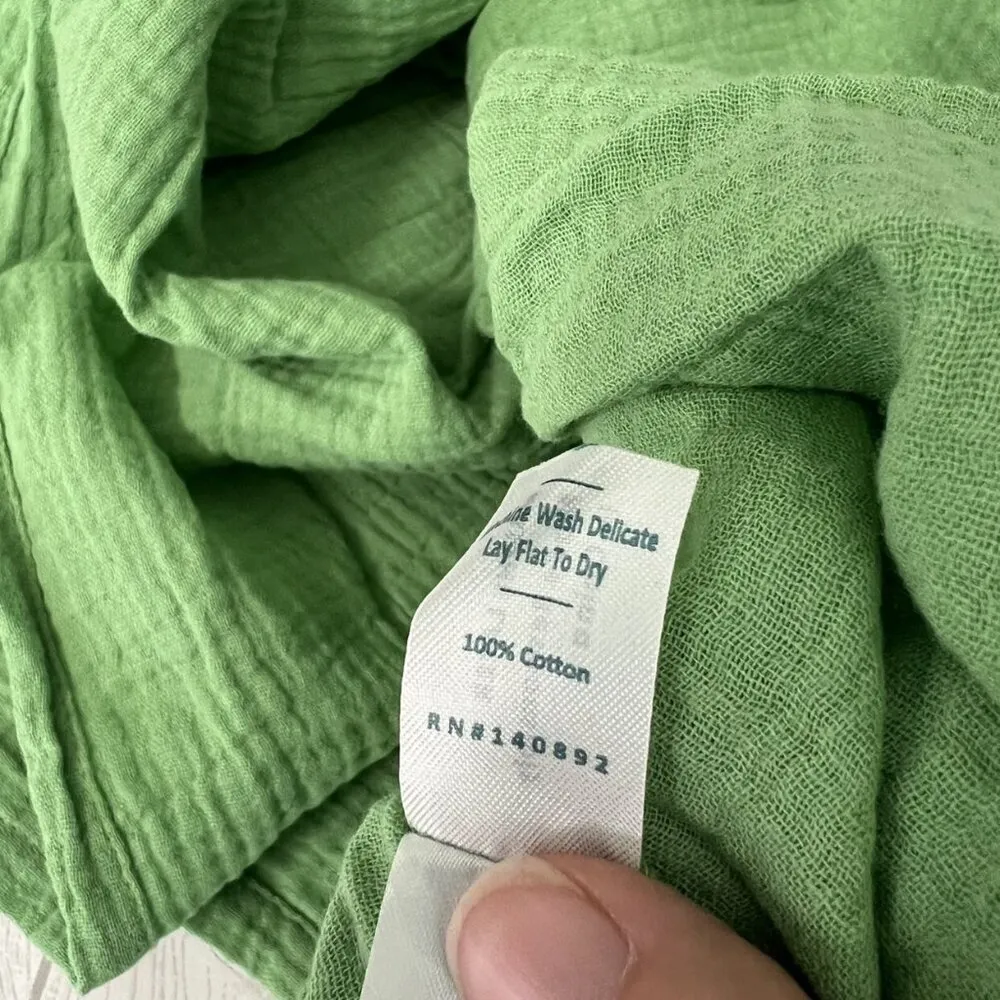 Wash Delicate
Lay Flat To Dry
100% Cotton
RN#140892